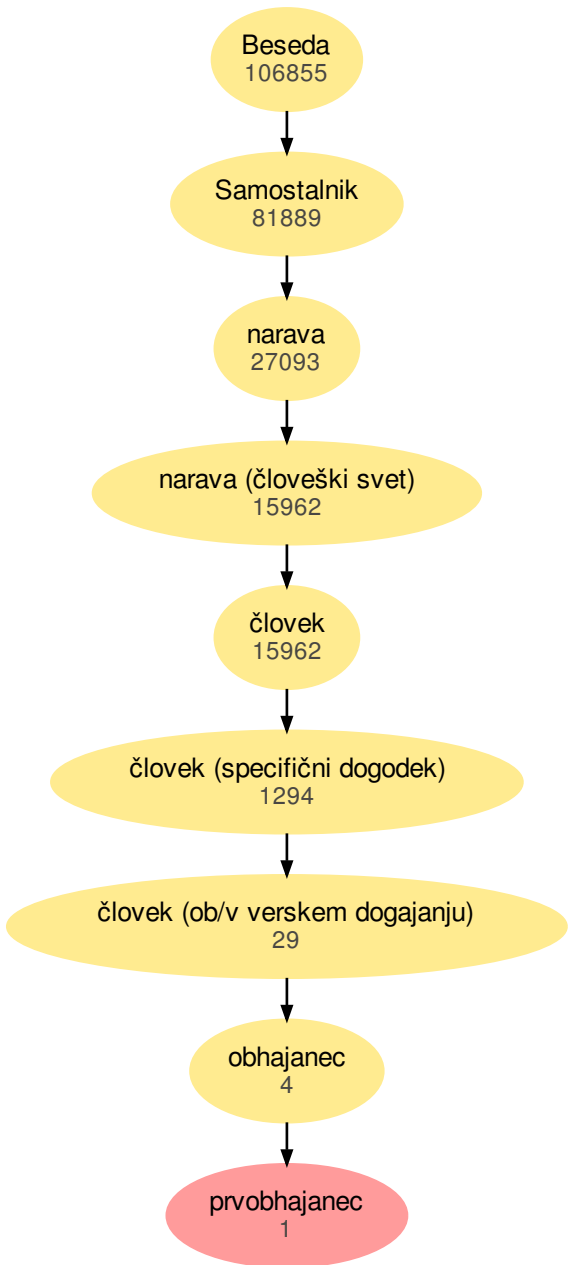 Beseda
106855
Samostalnik
81889
narava
27093
narava (človeški svet)
15962
človek
15962
človek (specifični dogodek)
1294
človek (ob/v verskem dogajanju)
29
obhajanec
4
prvobhajanec
1